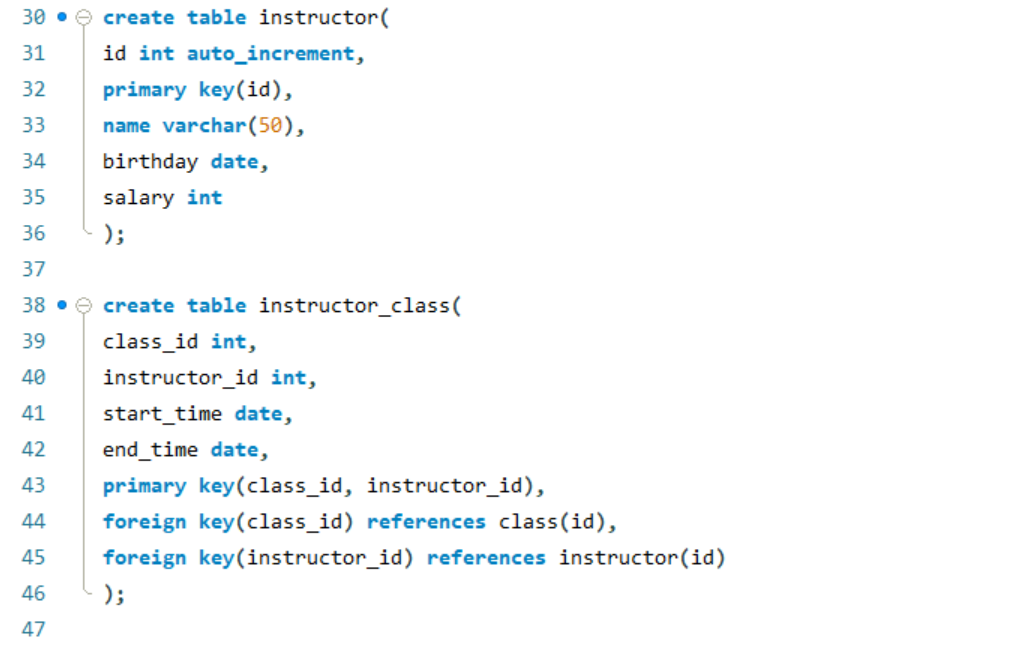 30 create table instructor(
31 id int auto_increment,
32 primary key(id),
33 name varchar(50),
34 birthday date,
35 salary int
36 );
37
38 create table instructor_class(
39 class_id int,
40 instructor_id int,
41 start_time date,
42 end_time date,
43 primary key(class_id, instructor_id),
44 foreign key(class_id) references class(id),
45 foreign key(instructor_id) references instructor(id)
46 );
47